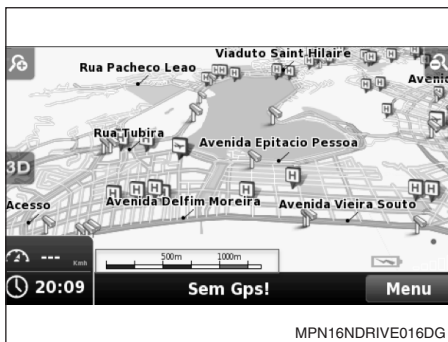 Viaduto Saint Hilaire
Rua Pacheco Leao
Avenid
Rua Tubira
Avenida Epitacio Pessoa
3D
Acesso
Avenida Delfim Moreira
Avenida Vieira Souto
500m 1000m
--- Kmh
20:09
Sem Gps!
Menu
MPN16NDRIVE016DG